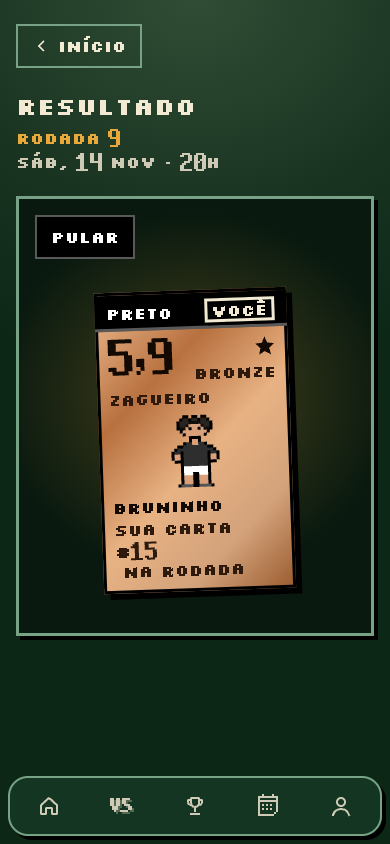 INÍCIO
RESULTADO
RODADA 9
SÁB, 14 NOV · 20H
PULAR
PRETO VOCÊ
5,9
BRONZE
ZAGUEIRO
BRUNINHO
SUA CARTA
#15
NA RODADA
VS